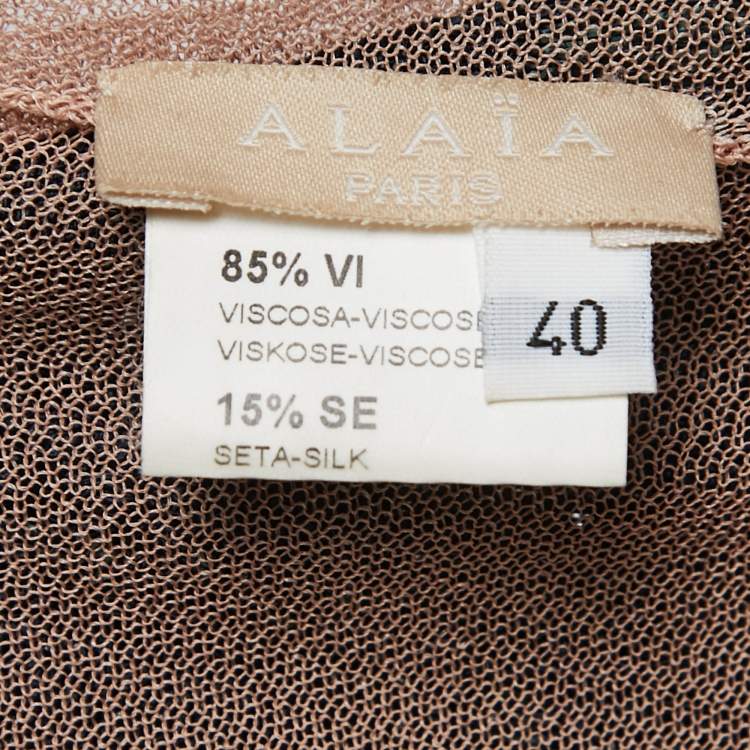 ALAÏA
PARIS
85% VI
VISCOSA-VISCOSE
VISKOSE-VISCOSE
40
15% SE
SETA-SILK